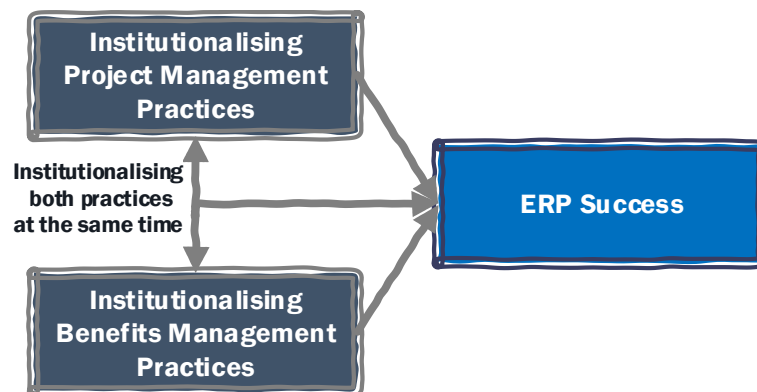 Institutionalising
Project Management
Practices
Institutionalising
both practices
at the same time
ERP Success
Institutionalising
Benefits Management
Practices